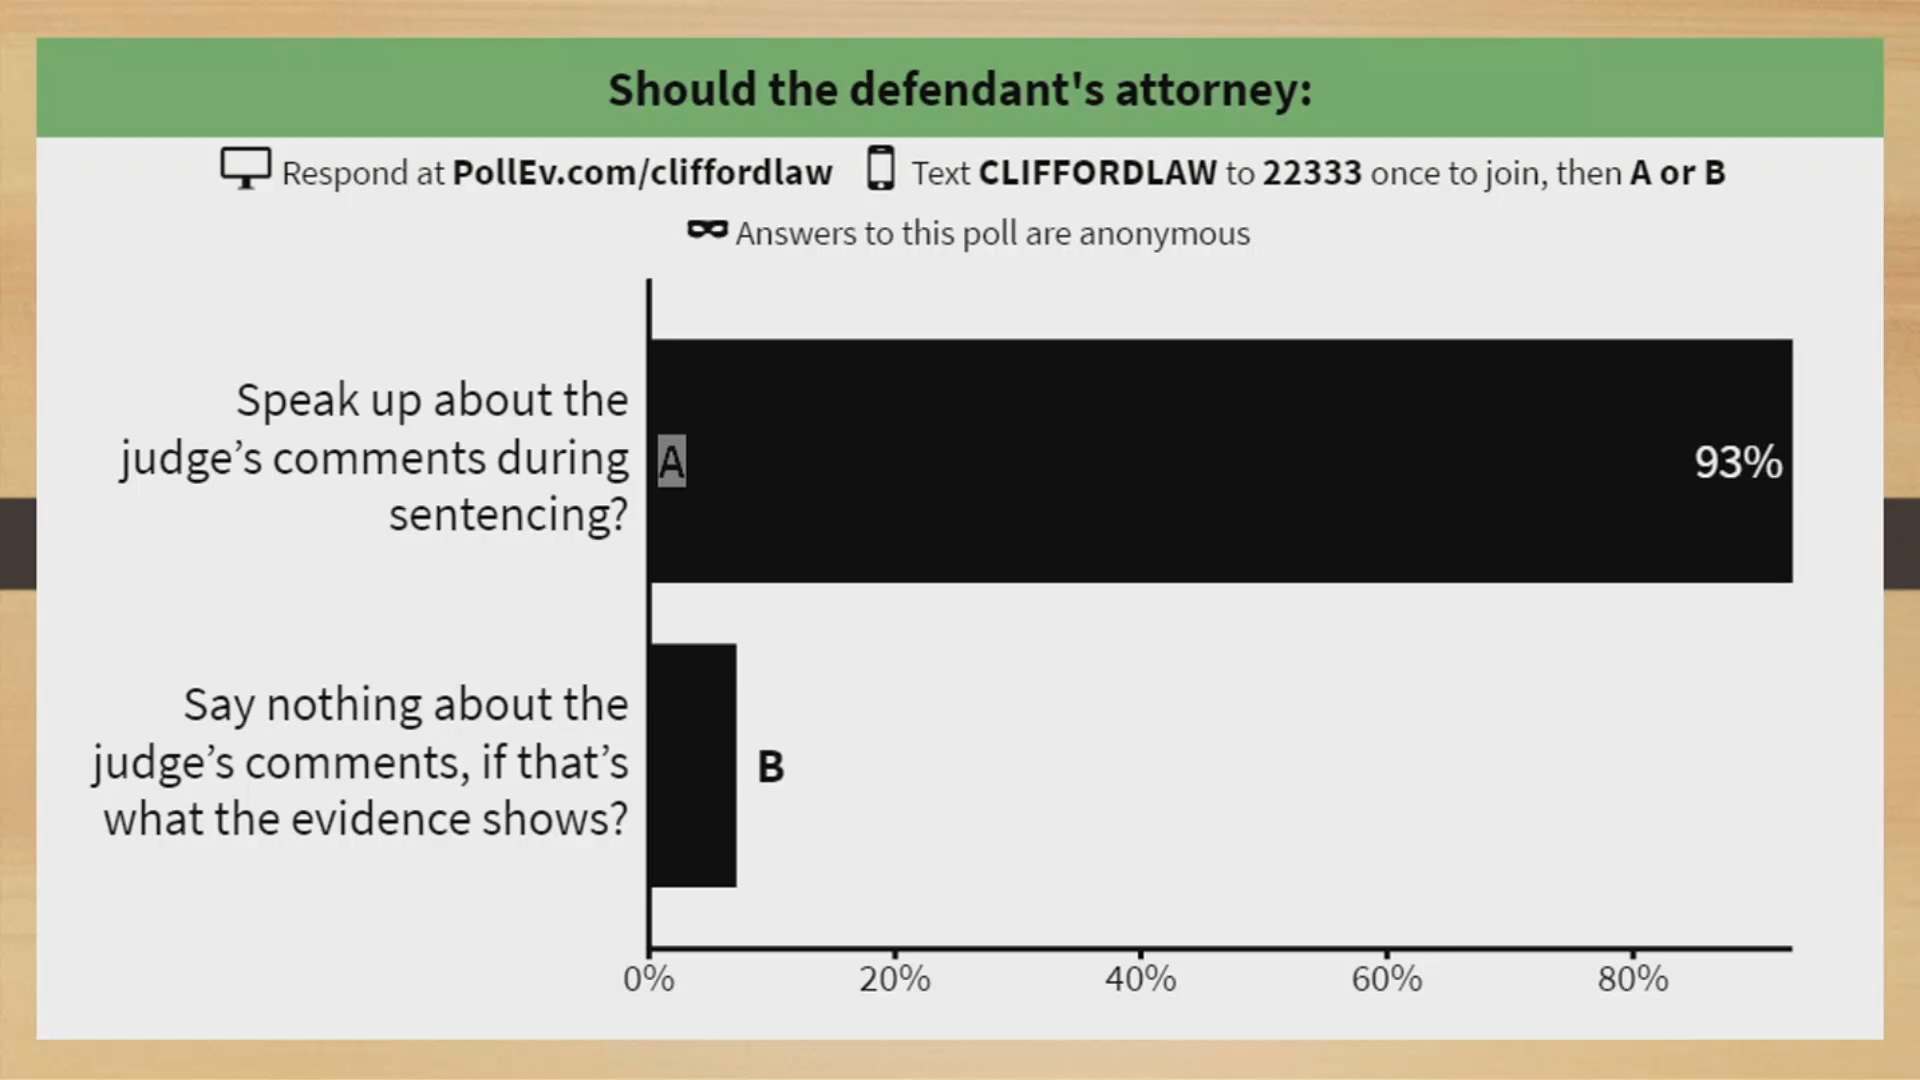 Should the defendant's attorney:
Respond at PollEv.com/cliffordlaw Text CLIFFORDLAW to 22333 once to join, then A or B
Answers to this poll are anonymous
Speak up about the
judge’s comments during
sentencing?
A
93%
Say nothing about the
judge’s comments, if that’s
what the evidence shows?
B
0% 20% 40% 60% 80%